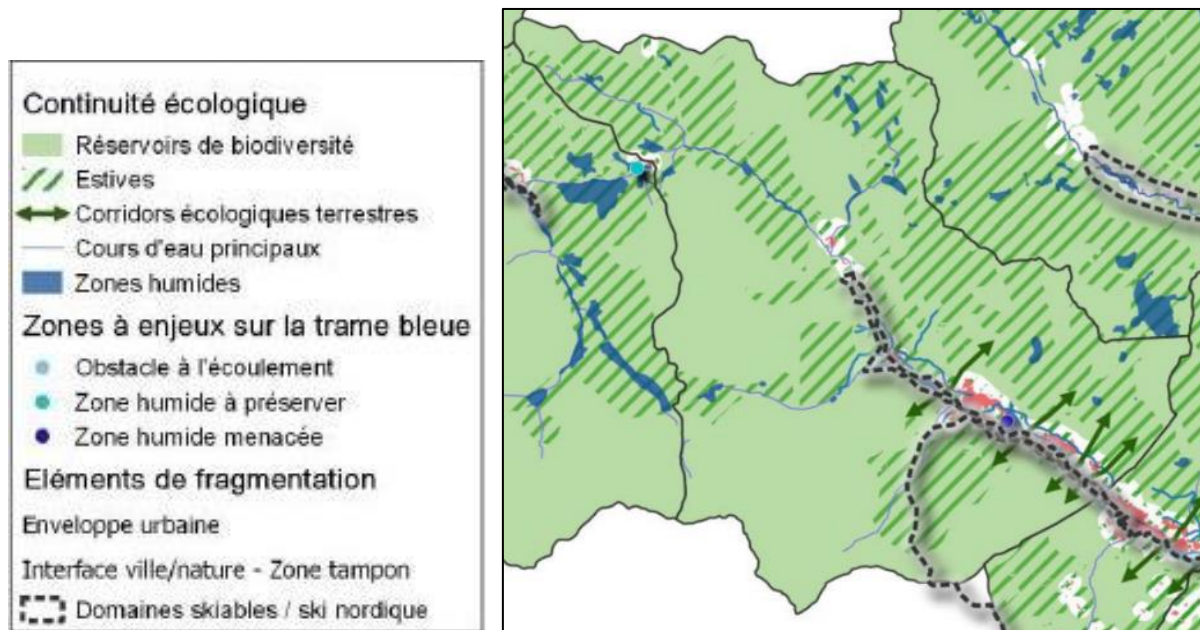 Continuité écologique
Réservoirs de biodiversité
Estives
Corridors écologiques terrestres
Cours d'eau principaux
Zones humides
Zones à enjeux sur la trame bleue
Obstacle à l'écoulement
Zone humide à préserver
Zone humide menacée
Eléments de fragmentation
Enveloppe urbaine
Interface ville/nature - Zone tampon
Domaines skiables / ski nordique